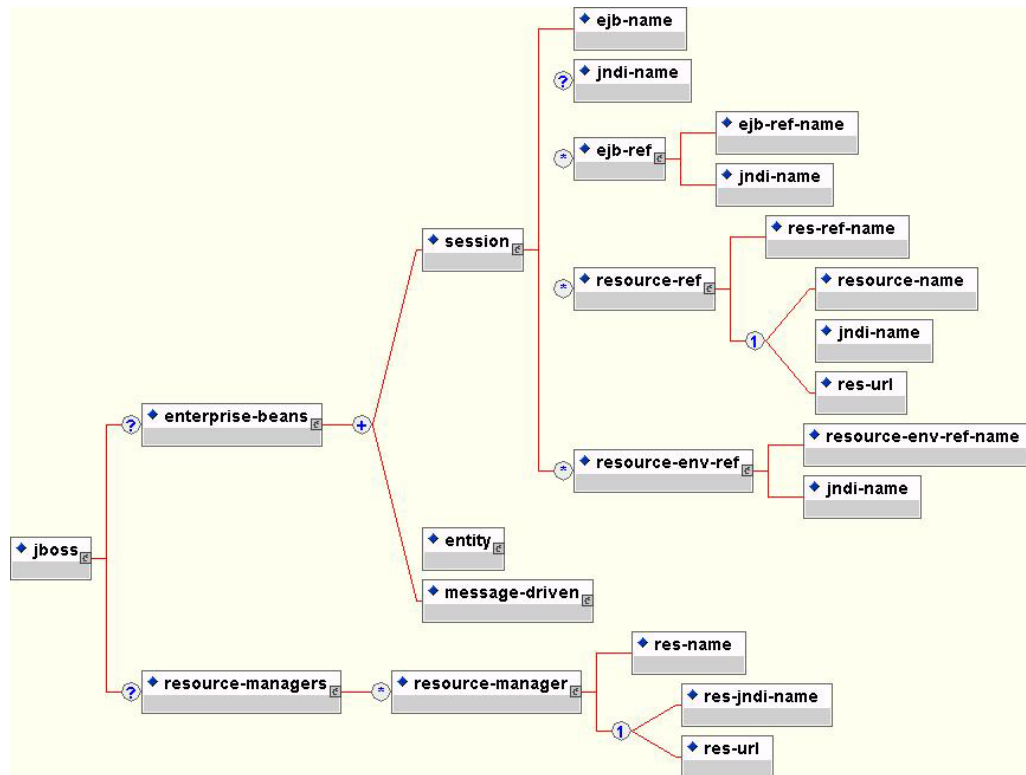 ejb-name
? jndi-name
* ejb-ref
ejb-ref-name
jndi-name
session
* resource-ref
res-ref-name
1
resource-name
jndi-name
res-url
? enterprise-beans
+
* resource-env-ref
resource-env-ref-name
jndi-name
jboss
entity
message-driven
? resource-managers
* resource-manager
res-name
1
res-jndi-name
res-url